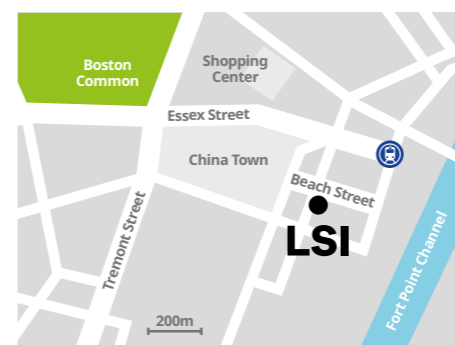 Boston
Common
Shopping
Center
Essex Street
China Town
Beach Street
LSI
Tremont Street
Fort Point Channel
200m